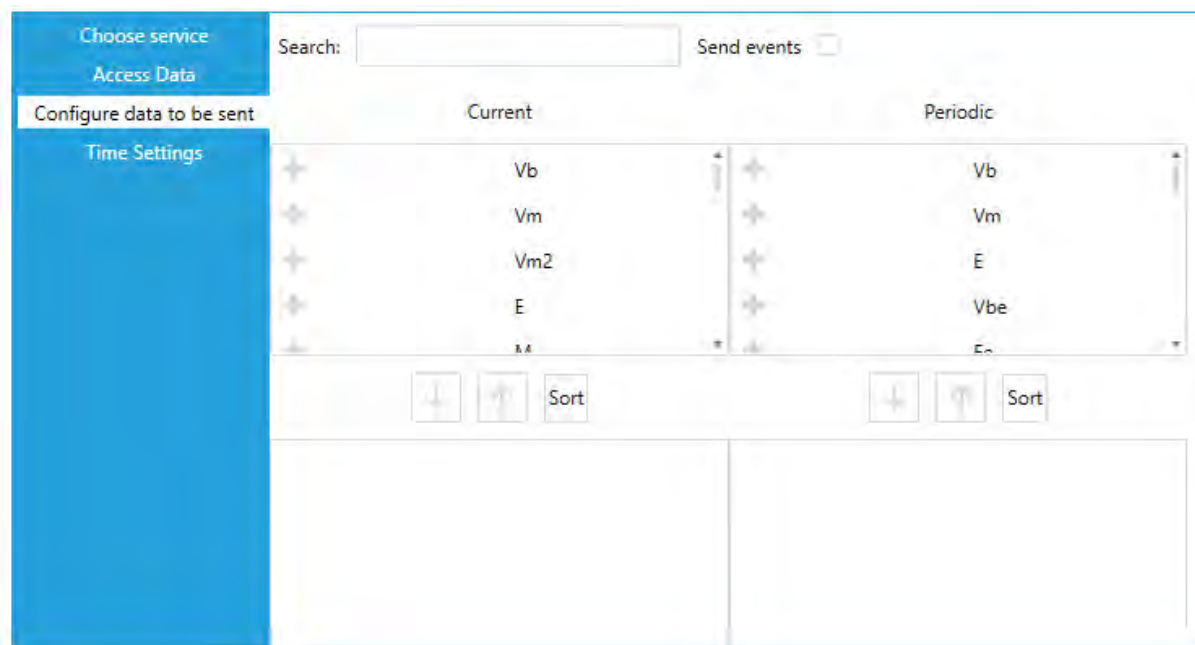 Choose service
Access Data
Configure data to be sent
Time Settings
Search:
Send events
Current
Periodic
Vb
Vm
Vm2
E
Vb
Vm
E
Vbe
Sort
Sort